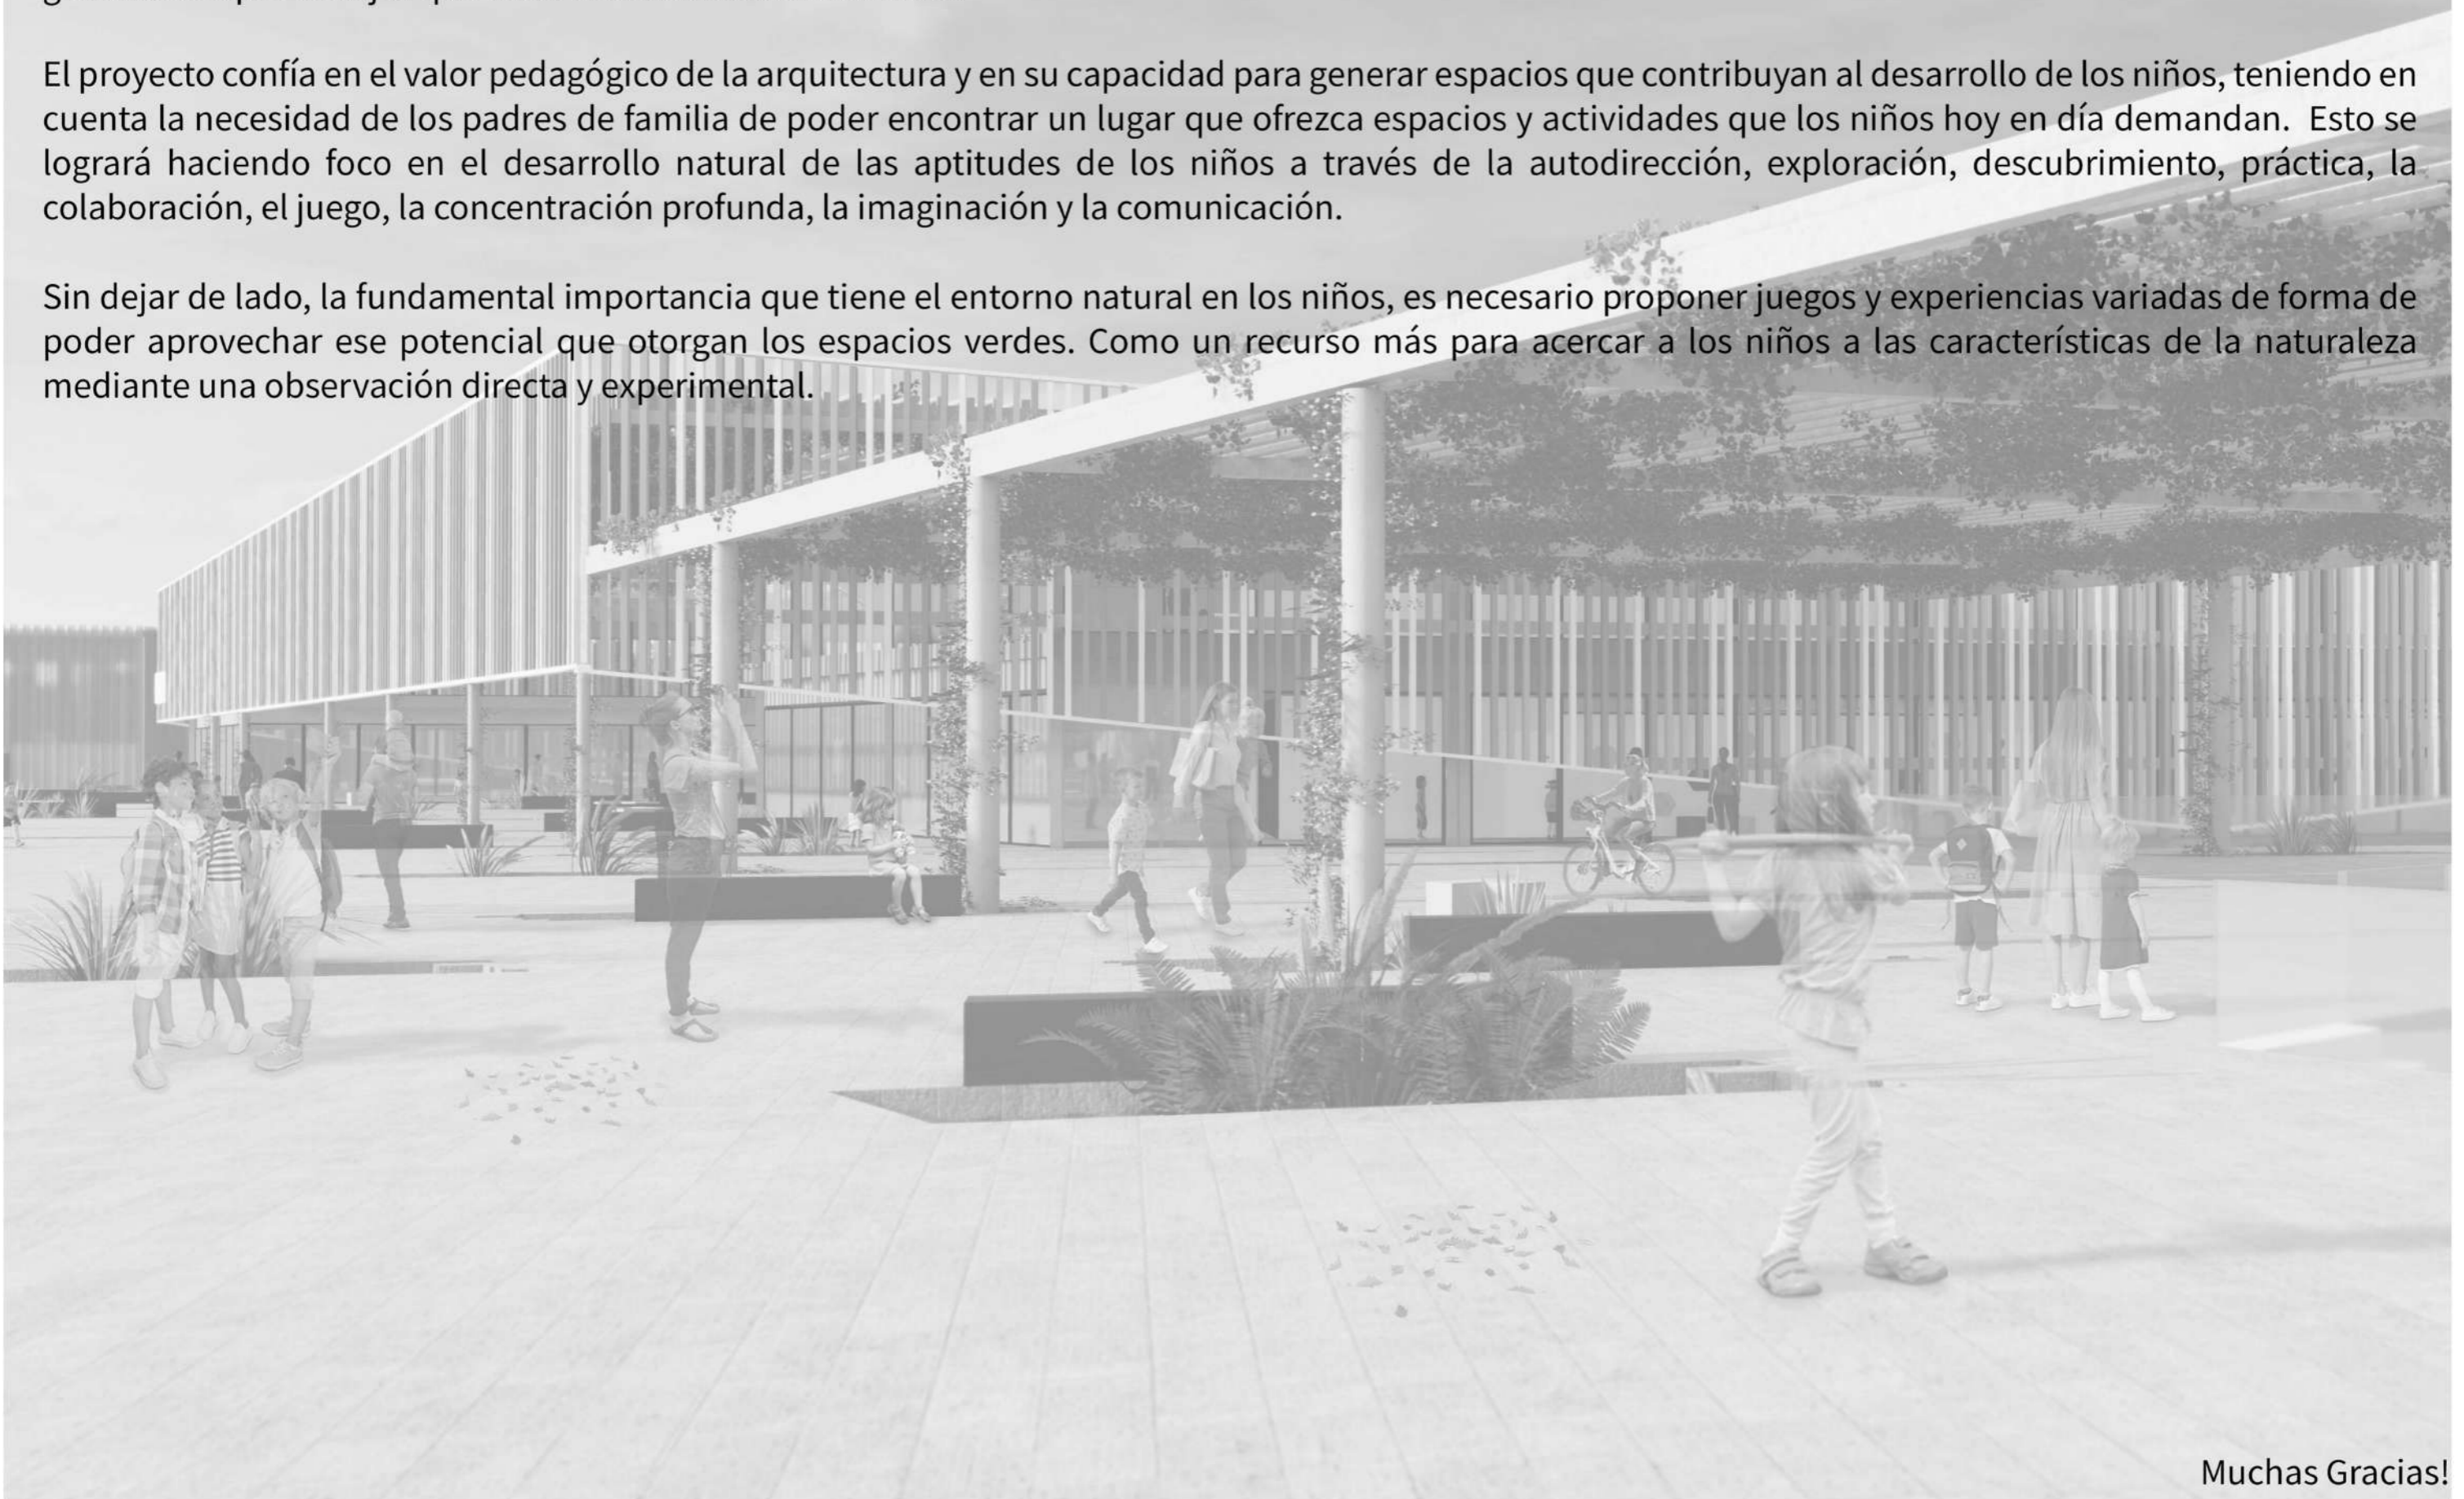 El proyecto confía en el valor pedagógico de la arquitectura y en su capacidad para generar espacios que contribuyan al desarrollo de los niños, teniendo en
cuenta la necesidad de los padres de familia de poder encontrar un lugar que ofrezca espacios y actividades que los niños hoy en día demandan. Esto se
logrará haciendo foco en el desarrollo natural de las aptitudes de los niños a través de la autodirección, exploración, descubrimiento, práctica, la
colaboración, el juego, la concentración profunda, la imaginación y la comunicación.
Sin dejar de lado, la fundamental importancia que tiene el entorno natural en los niños, es necesario proponer juegos y experiencias variadas de forma de
poder aprovechar ese potencial que otorgan los espacios verdes. Como un recurso más para acercar a los niños a las características de la naturaleza
mediante una observación directa y experimental.
Muchas Gracias!